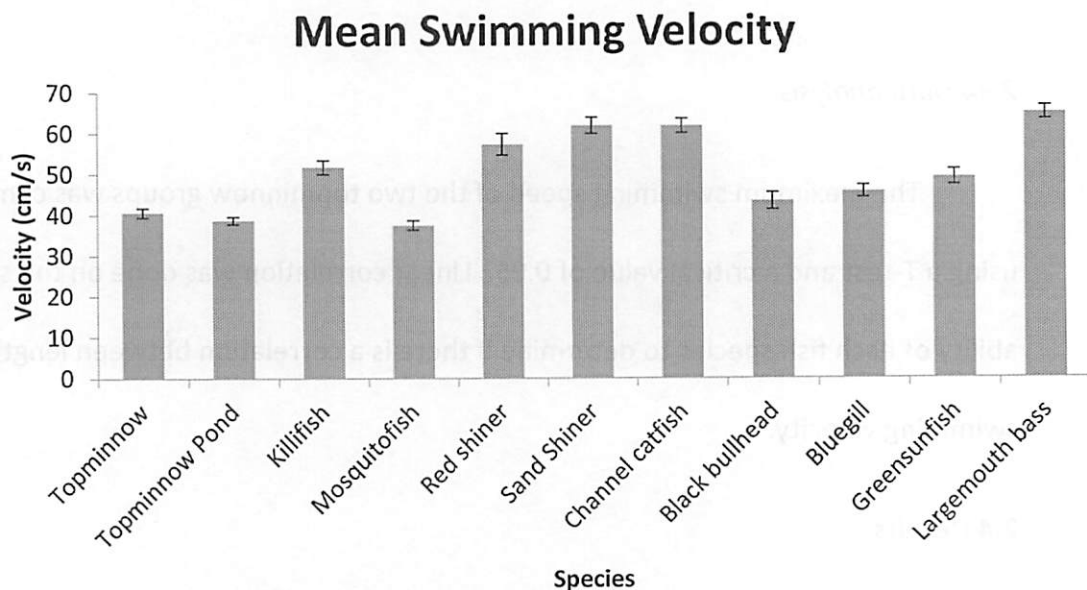 Mean Swimming Velocity
70
60
50
40
30
20
10
0
Velocity (cm/s)
Topminnow
Topminnow Pond
Killifish
Mosquitofish
Red shiner
Sand Shiner
Channel catfish
Black bullhead
Bluegill
Greensunfish
Largemouth bass
Species